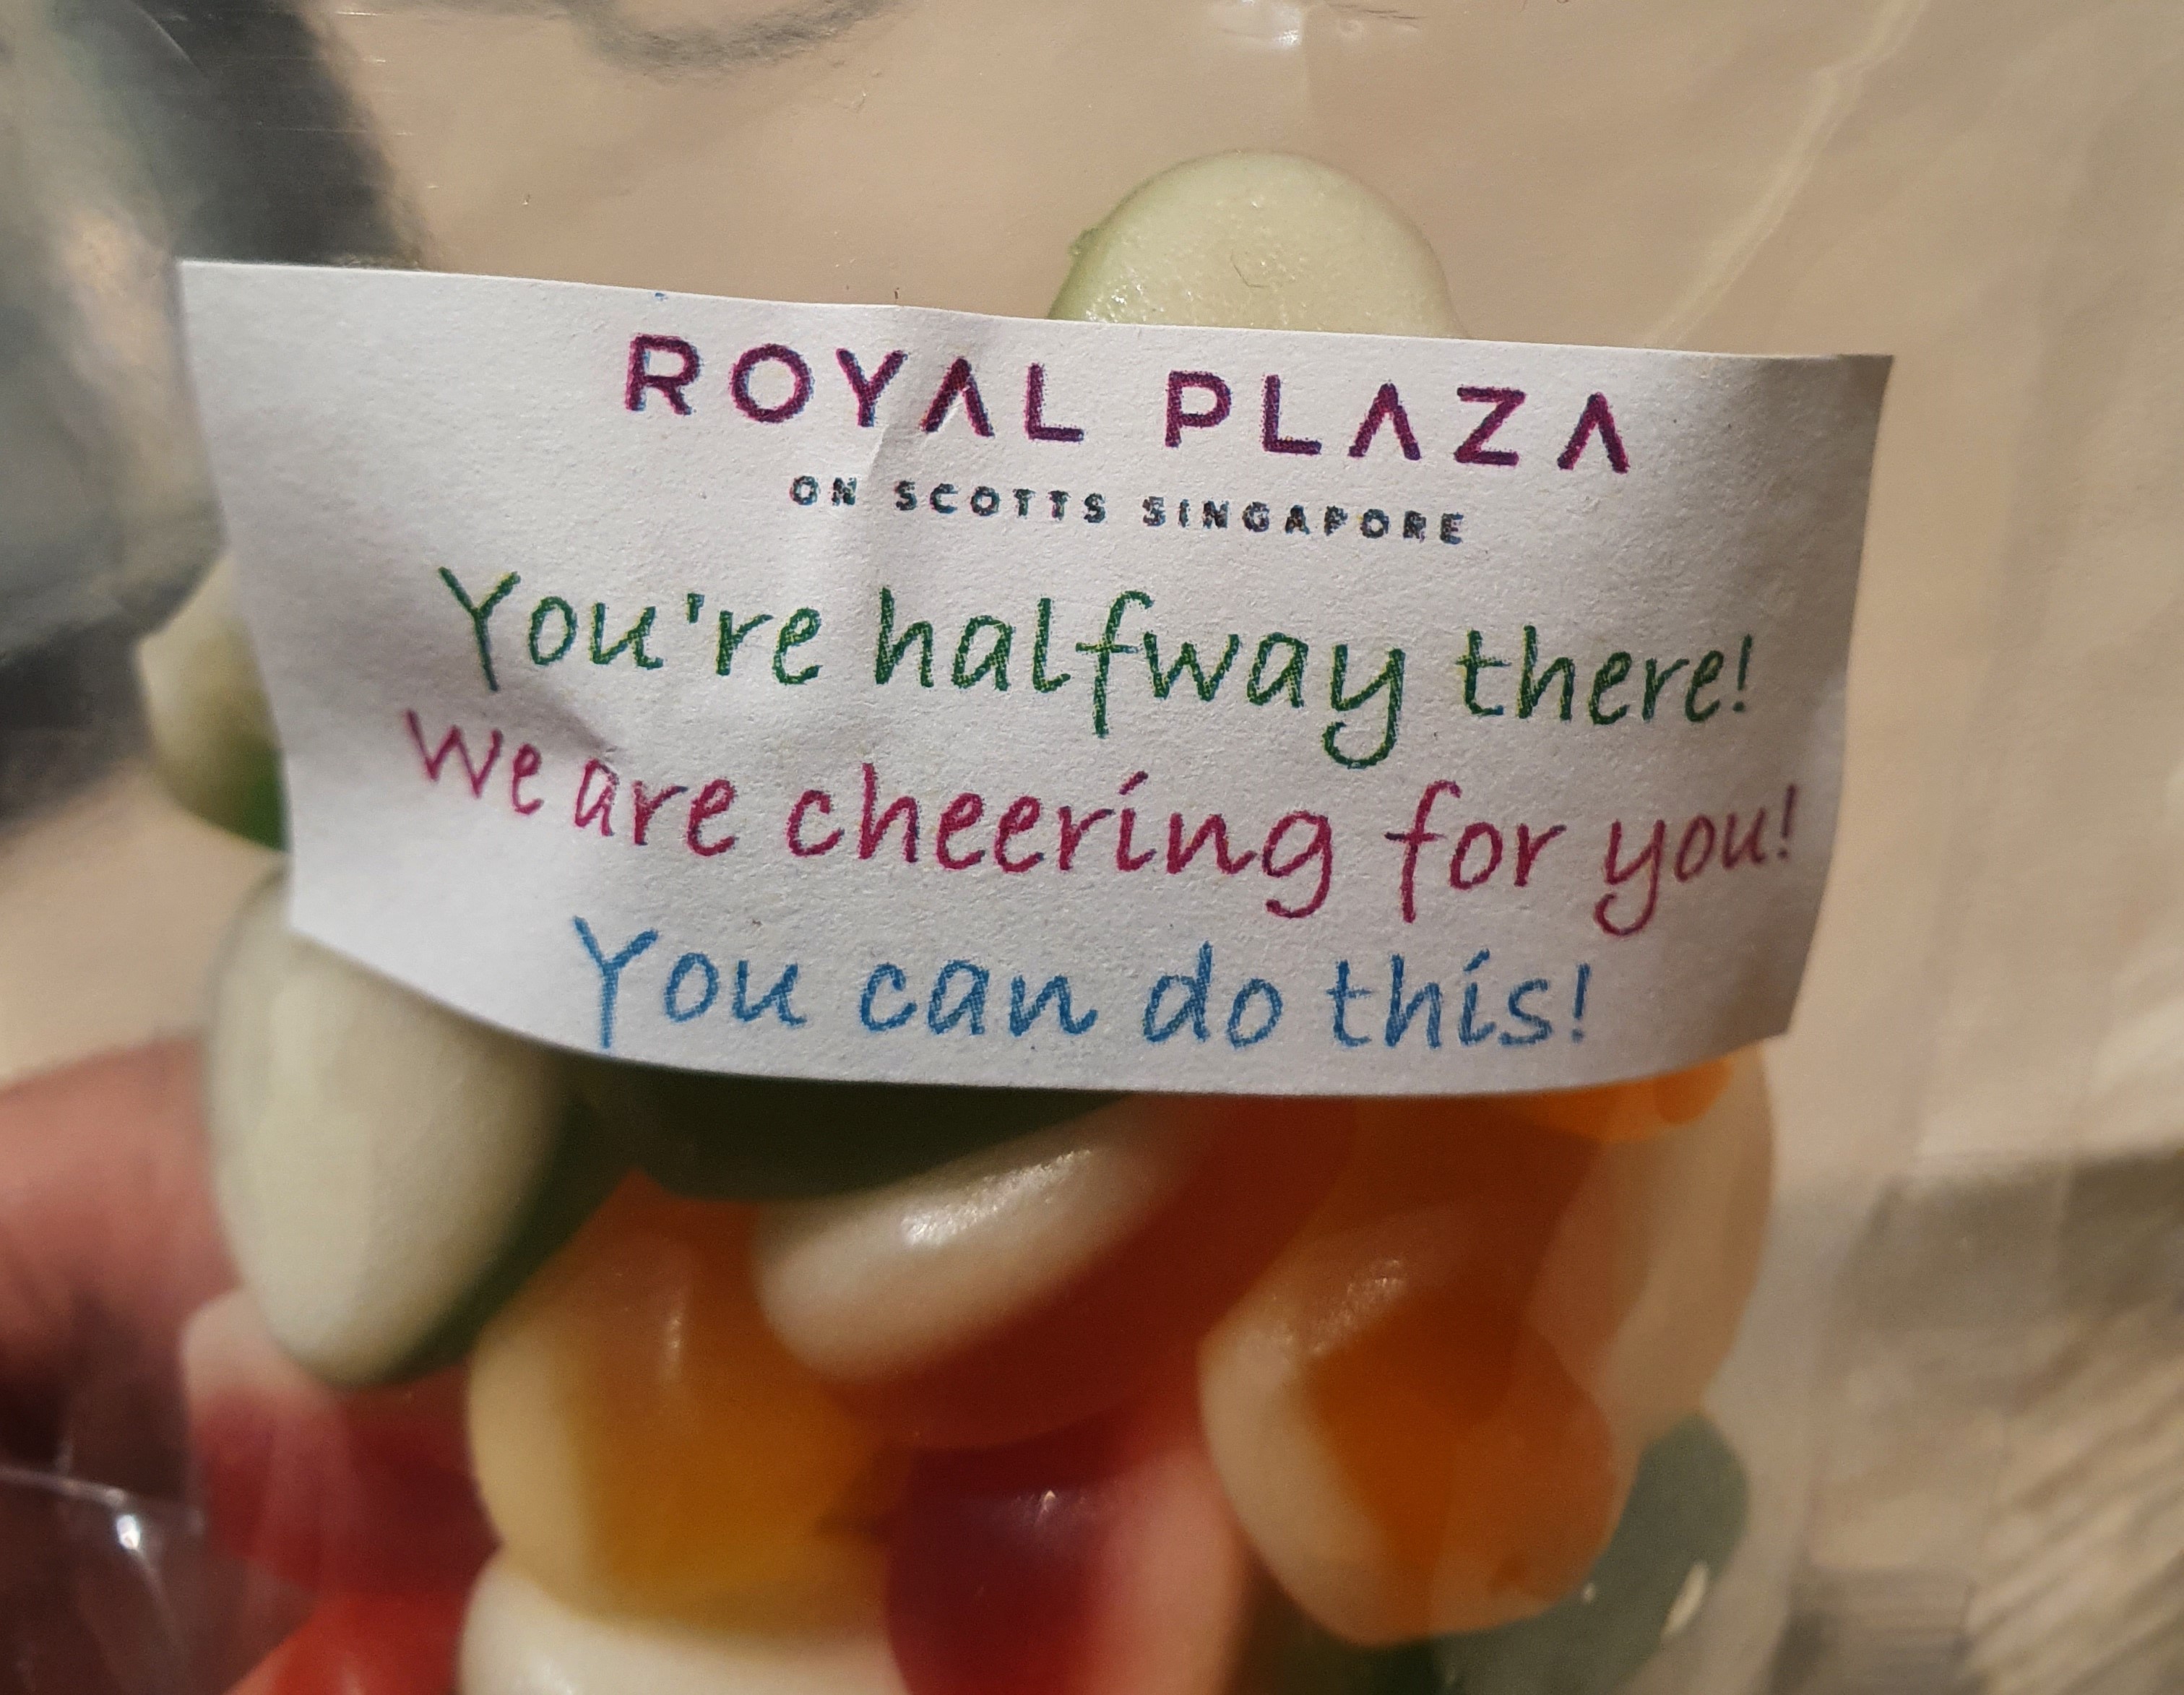 ROYAL PLAZA
ON SCOTTS SINGAPORE
You're halfway there!
We are cheering for you!
You can do this!